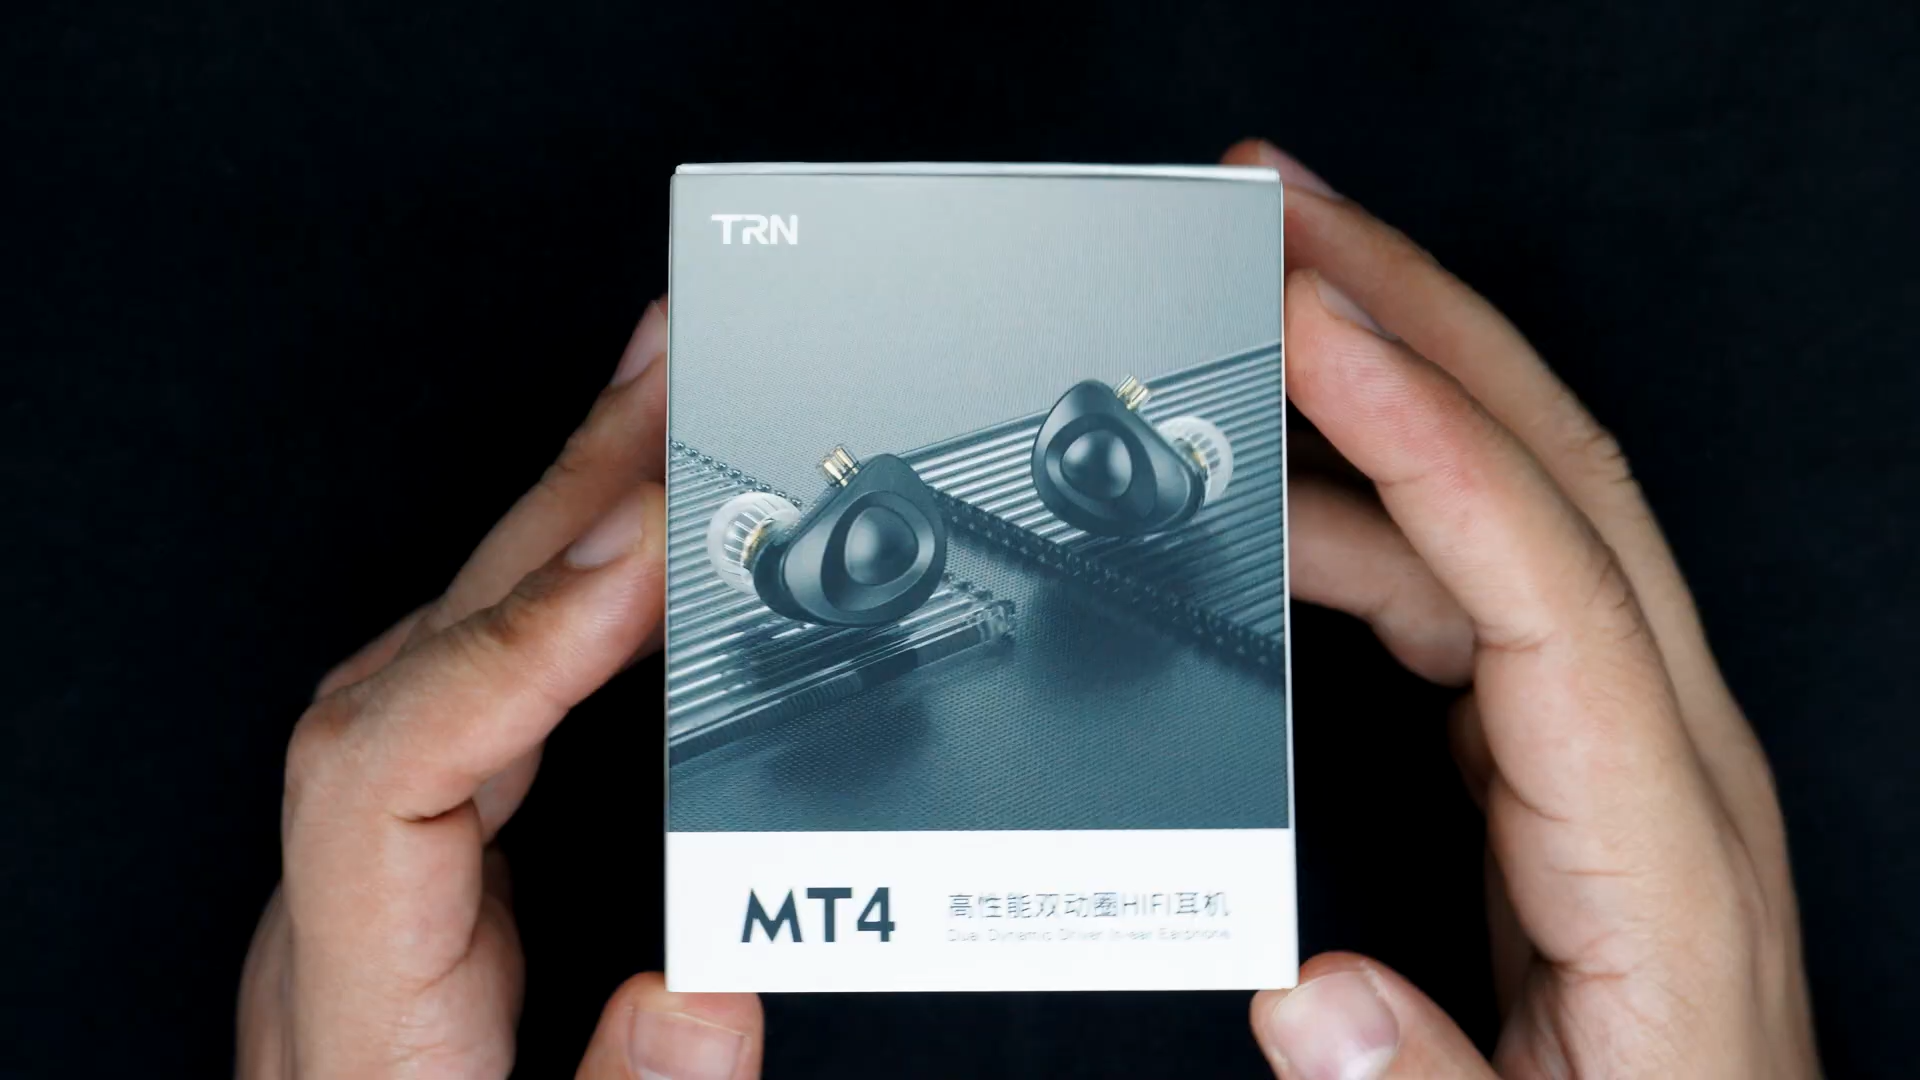 TRN
MT4
高性能双动圈HIFI耳机
Dual Dynamic Driver In-ear Earphone